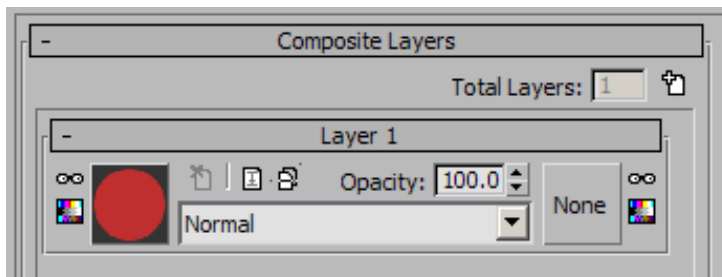 - Composite Layers
Total Layers: 1
- Layer 1
Opacity: 100.0
Normal
None